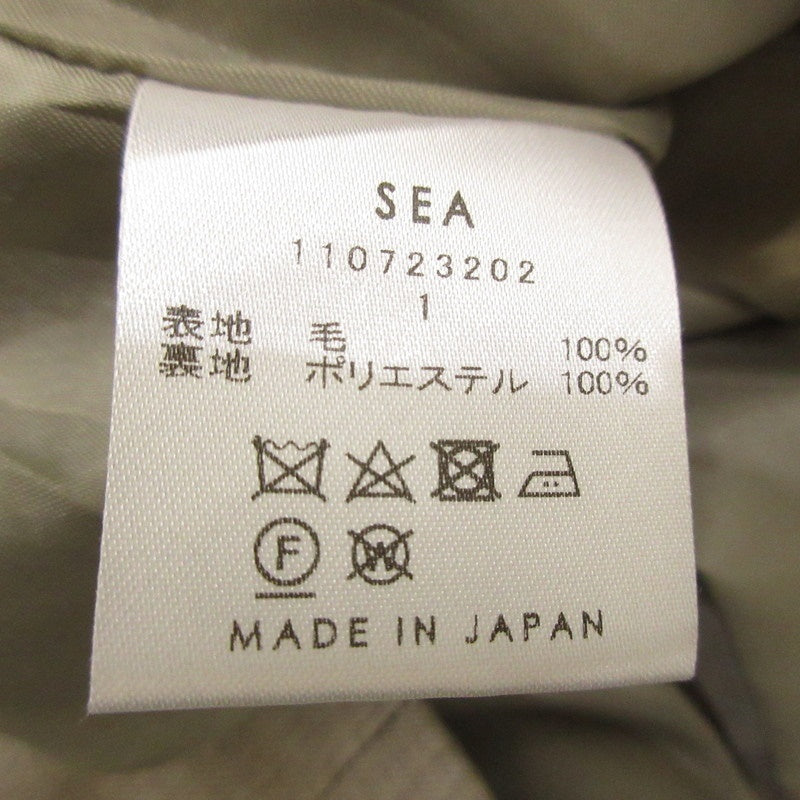 SEA
110723202
1
表地 毛 100%
裏地 ポリエステル 100%
F
W
MADE IN JAPAN